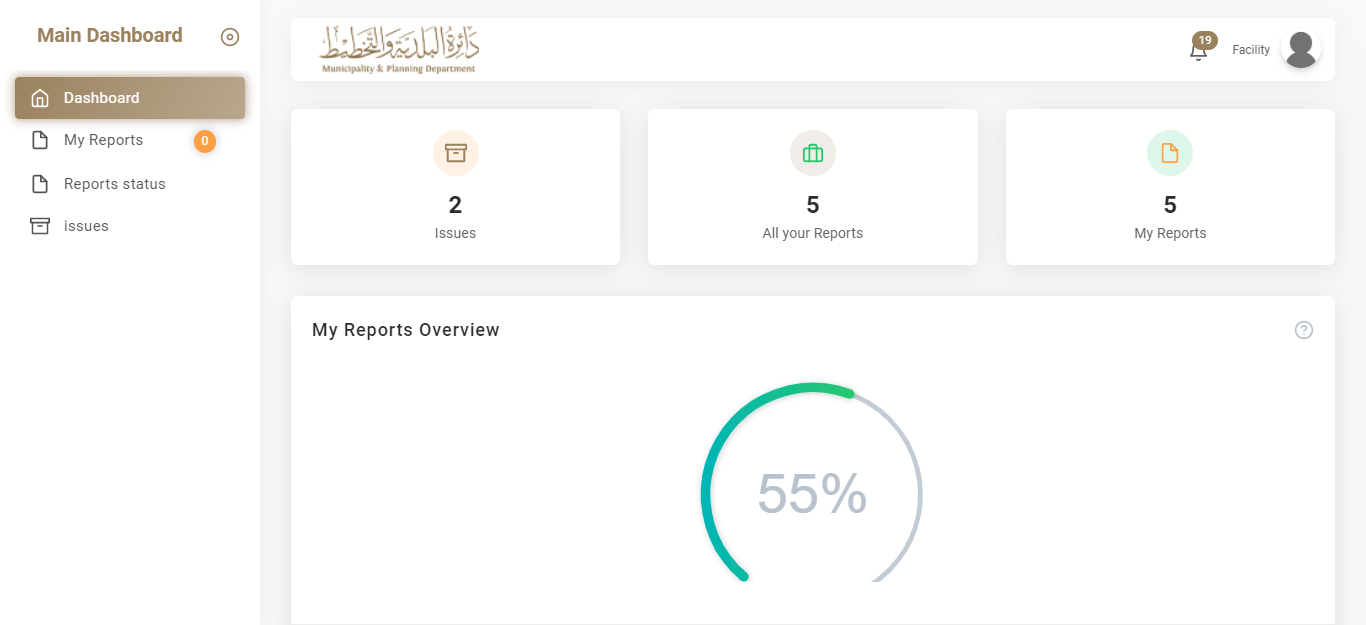 Main Dashboard
Dashboard
My Reports
0
Reports status
issues
دائرة البلدية والتخطيط
Municipality & Planning Department
19
Facility
2
Issues
5
All your Reports
5
My Reports
My Reports Overview
?
55%